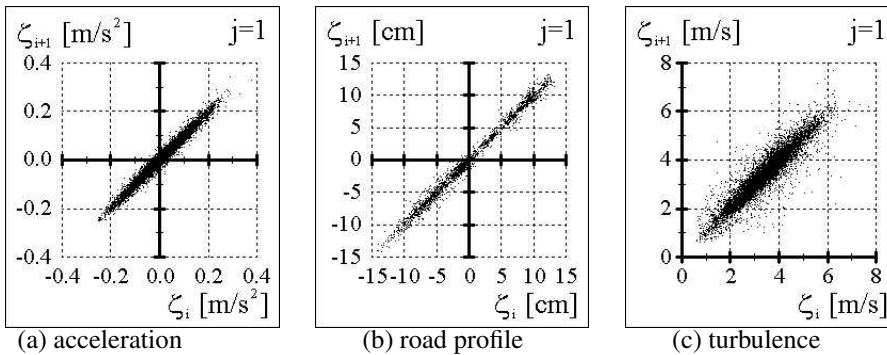 ζi+1 [m/s²] j=1
0.4
0.2
0.0
-0.2
-0.4
-0.4 -0.2 0.0 0.2 0.4
ζi [m/s²]
(a) acceleration
ζi+1 [cm] j=1
15
10
5
0
-5
-10
-15
-15 -10 -5 0 5 10 15
ζi [cm]
(b) road profile
ζi+1 [m/s] j=1
8
6
4
2
0
0 2 4 6 8
ζi [m/s]
(c) turbulence